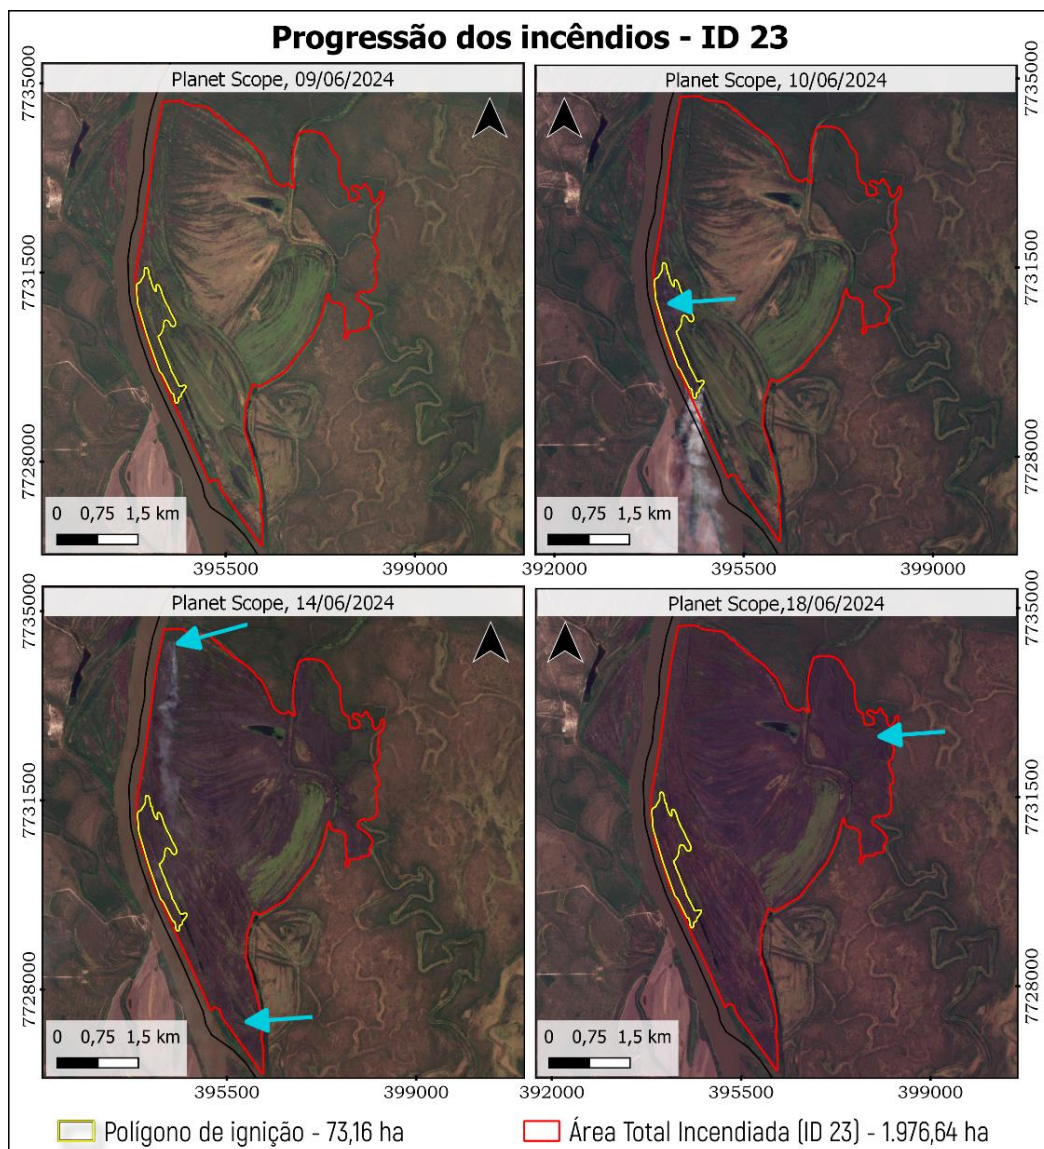 Progressão dos incêndios - ID 23
Planet Scope, 09/06/2024
Planet Scope, 10/06/2024
7735000
7731500
7728000
7735000
7731500
7728000
0 0,75 1,5 km
0 0,75 1,5 km
395500 399000
392000 395500 399000
Planet Scope, 14/06/2024
Planet Scope,18/06/2024
7735000
7731500
7728000
7735000
7731500
7728000
0 0,75 1,5 km
0 0,75 1,5 km
395500 399000
392000 395500 399000
Polígono de ignição - 73,16 ha
Área Total Incendiada (ID 23) - 1.976,64 ha